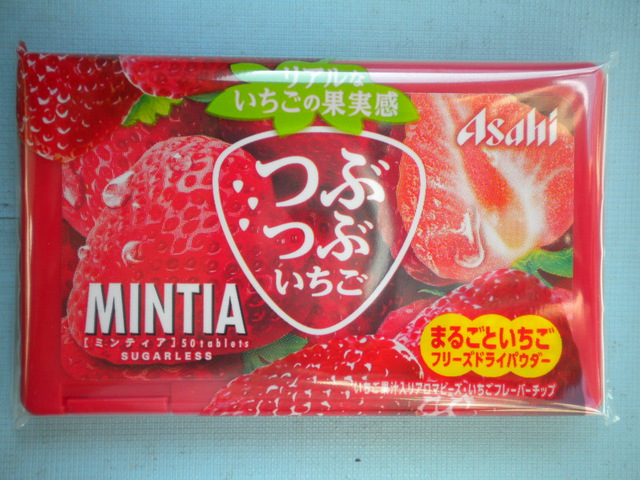 リアルな
いちごの果実感
Asahi
つぶ
つぶ
いちご
MINTIA
[ミンティア]50tablets
SUGARLESS
まるごといちご
フリーズドライパウダー
いちご果汁入りアロマビーズ・いちごフレーバーチップ